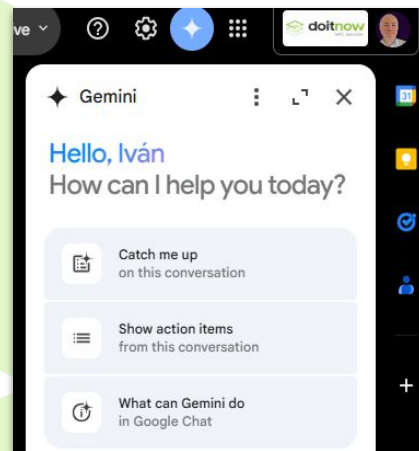 ve
doitnow
Gemini
31
Hello, Iván
How can I help you today?
Catch me up
on this conversation
Show action items
from this conversation
What can Gemini do
in Google Chat